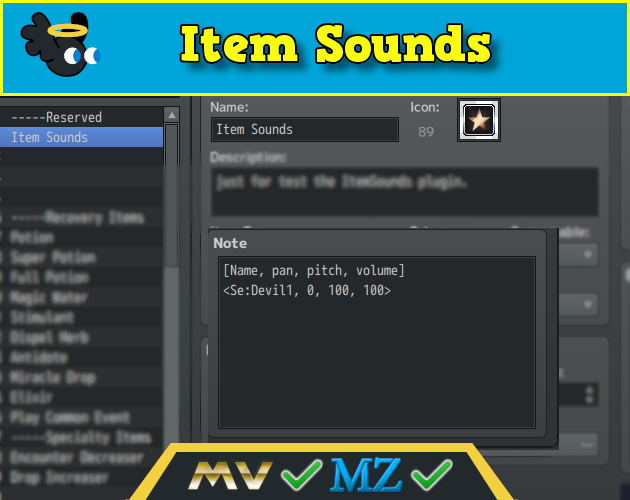 Item Sounds
-----Reserved
Item Sounds
-----Recovery Items
Potion
Super Potion
Full Potion
Magic Water
Stimulant
Dispel Herb
Antidote
Miracle Drop
Elixir
Play Common Event
-----Specialty Items
Encounter Decreaser
Drop Increaser
Name:
Icon:
Item Sounds
89
Description:
just for test the ItemSounds plugin.
Note
[Name, pan, pitch, volume]
<Se:Devil1, 0, 100, 100>
MV MZ